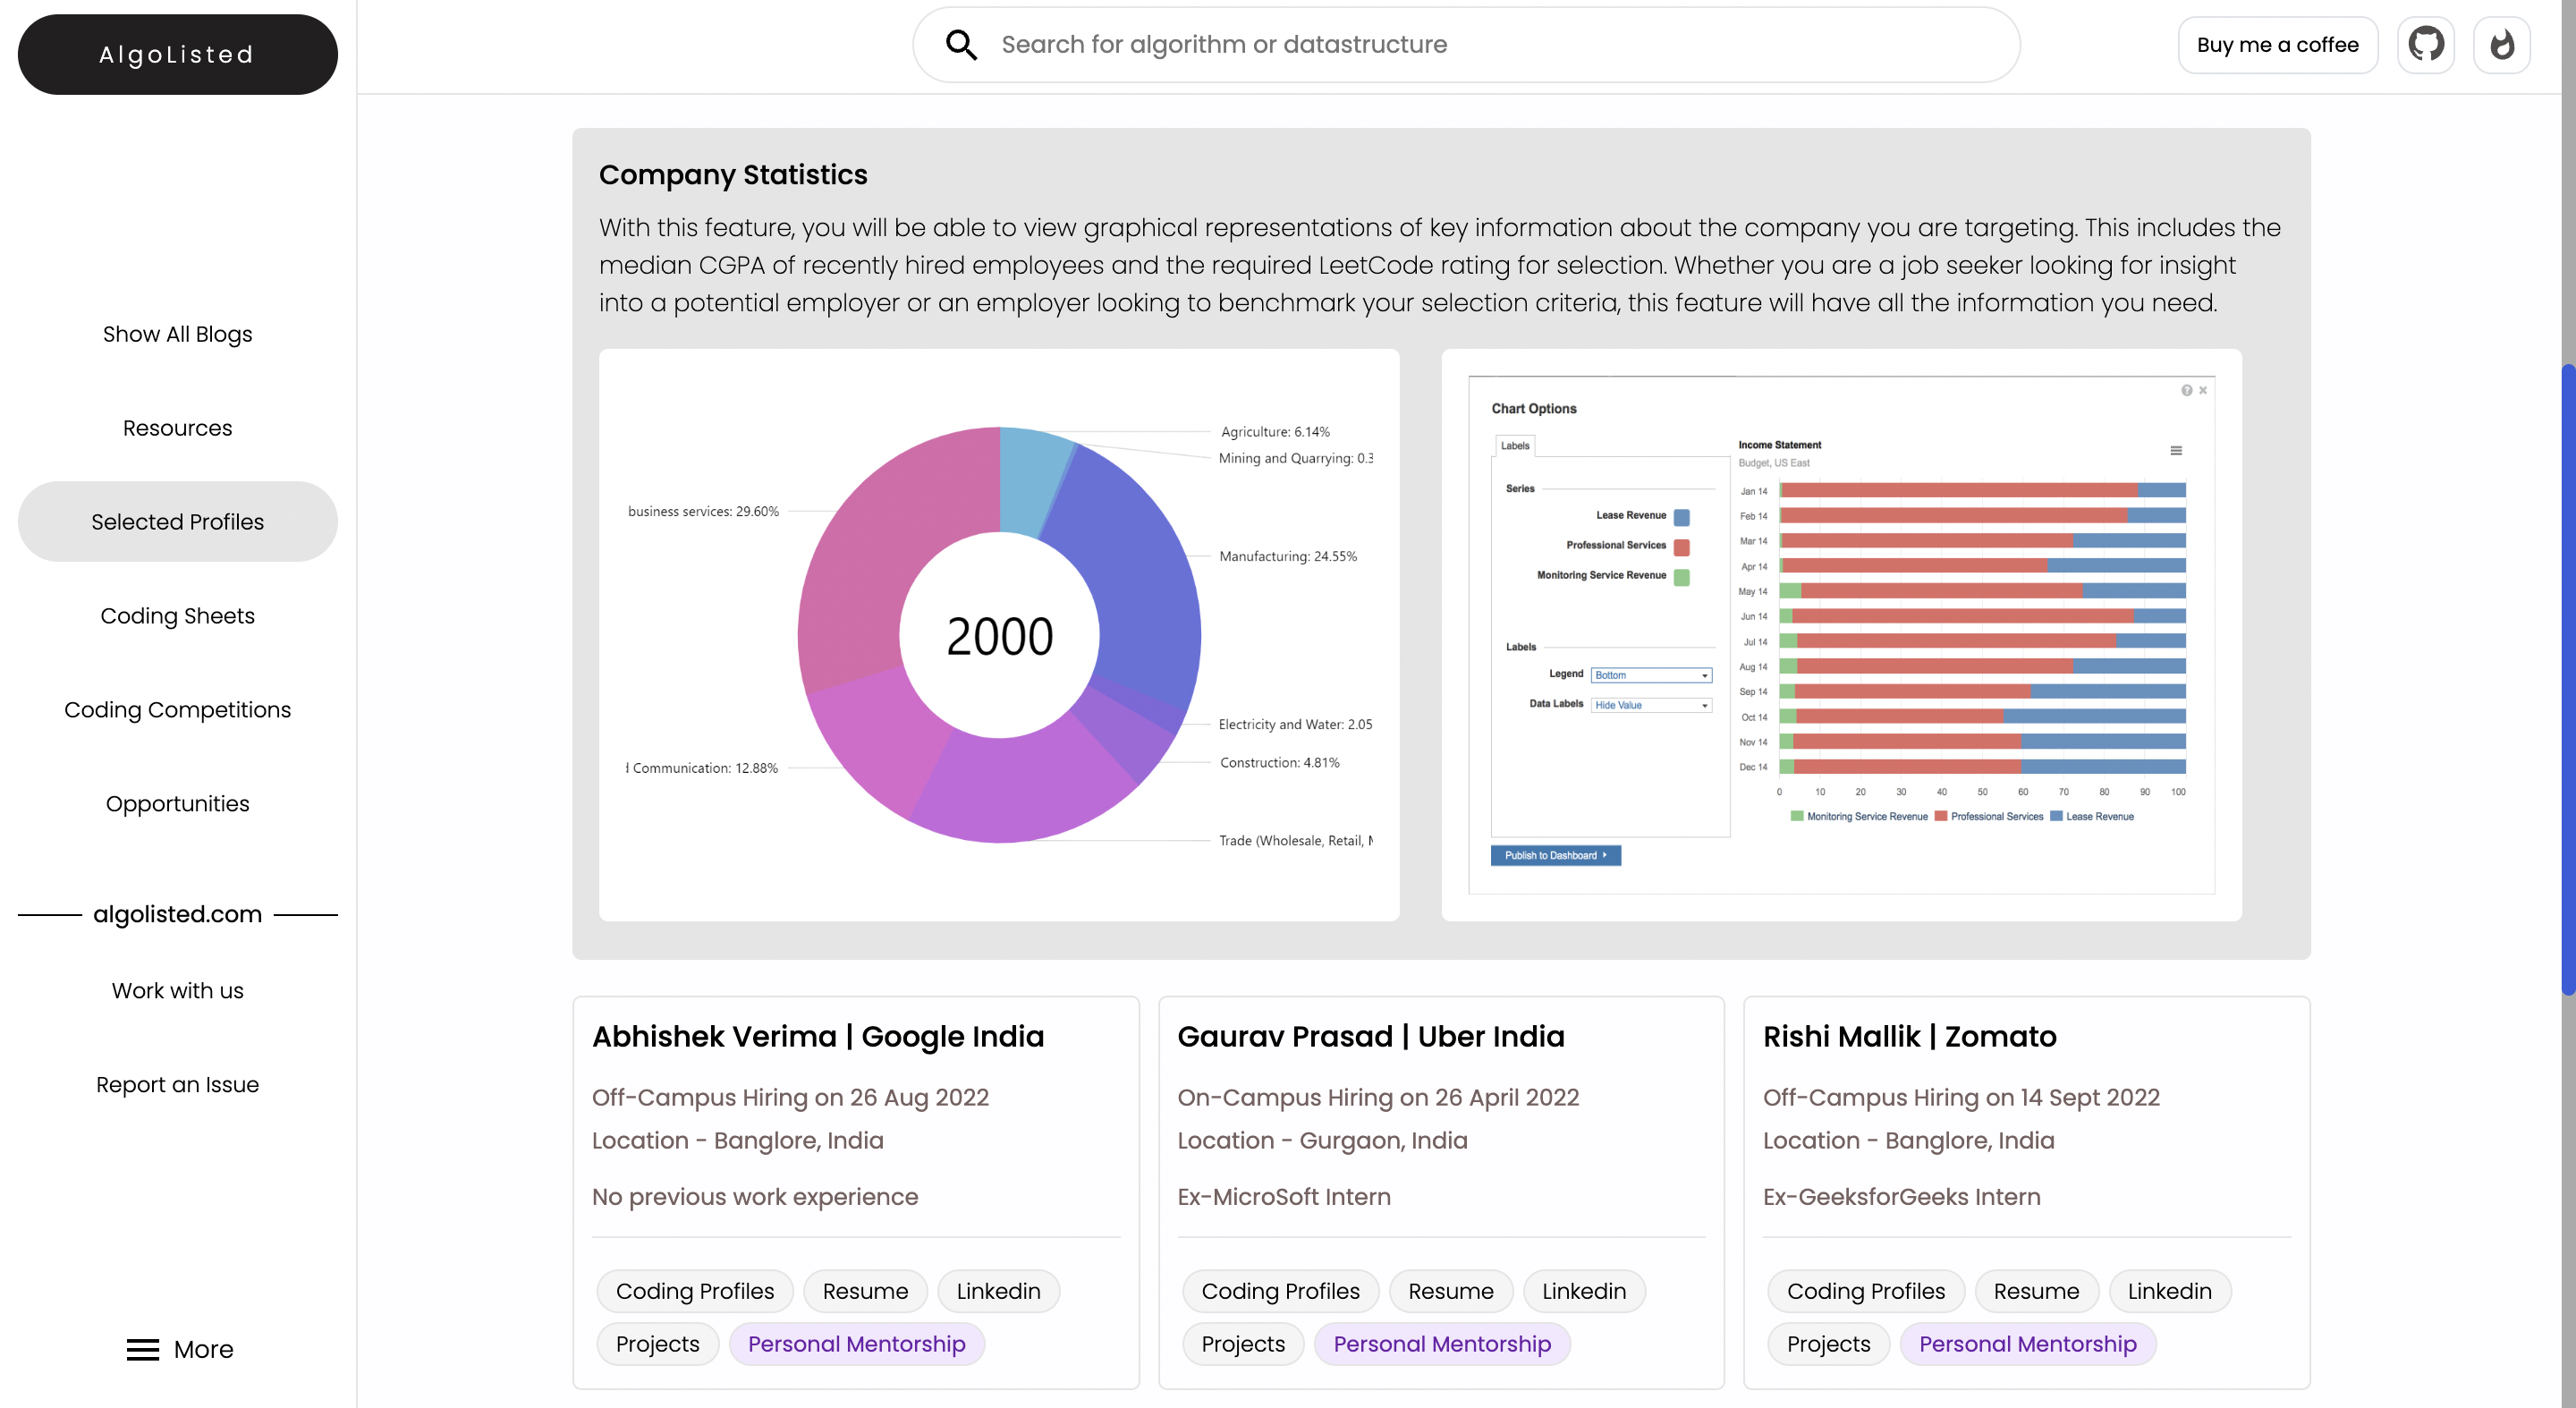 AlgoListed
Search for algorithm or datastructure
Buy me a coffee
Show All Blogs
Resources
Selected Profiles
Coding Sheets
Coding Competitions
Opportunities
algolisted.com
Work with us
Report an Issue
More
Company Statistics
With this feature, you will be able to view graphical representations of key information about the company you are targeting. This includes the
median CGPA of recently hired employees and the required LeetCode rating for selection. Whether you are a job seeker looking for insight
into a potential employer or an employer looking to benchmark your selection criteria, this feature will have all the information you need.
Agriculture: 6.14%
Mining and Quarrying: 0.3
business services: 29.60%
Manufacturing: 24.55%
2000
Electricity and Water: 2.05
Construction: 4.81%
Communication: 12.88%
Trade (Wholesale, Retail,
Chart Options
Labels
Series
Lease Revenue
Professional Services
Monitoring Service Revenue
Labels
Legend Bottom
Data Labels Hide Value
Publish to Dashboard
Income Statement
Budget, US East
Jan 14
Feb 14
Mar 14
Apr 14
May 14
Jun 14
Jul 14
Aug 14
Sep 14
Oct 14
Nov 14
Dec 14
0 10 20 30 40 50 60 70 80 90 100
Monitoring Service Revenue Professional Services Lease Revenue
Abhishek Verima | Google India
Off-Campus Hiring on 26 Aug 2022
Location - Banglore, India
No previous work experience
Coding Profiles Resume Linkedin
Projects Personal Mentorship
Gaurav Prasad | Uber India
On-Campus Hiring on 26 April 2022
Location - Gurgaon, India
Ex-MicroSoft Intern
Coding Profiles Resume Linkedin
Projects Personal Mentorship
Rishi Mallik | Zomato
Off-Campus Hiring on 14 Sept 2022
Location - Banglore, India
Ex-GeeksforGeeks Intern
Coding Profiles Resume Linkedin
Projects Personal Mentorship